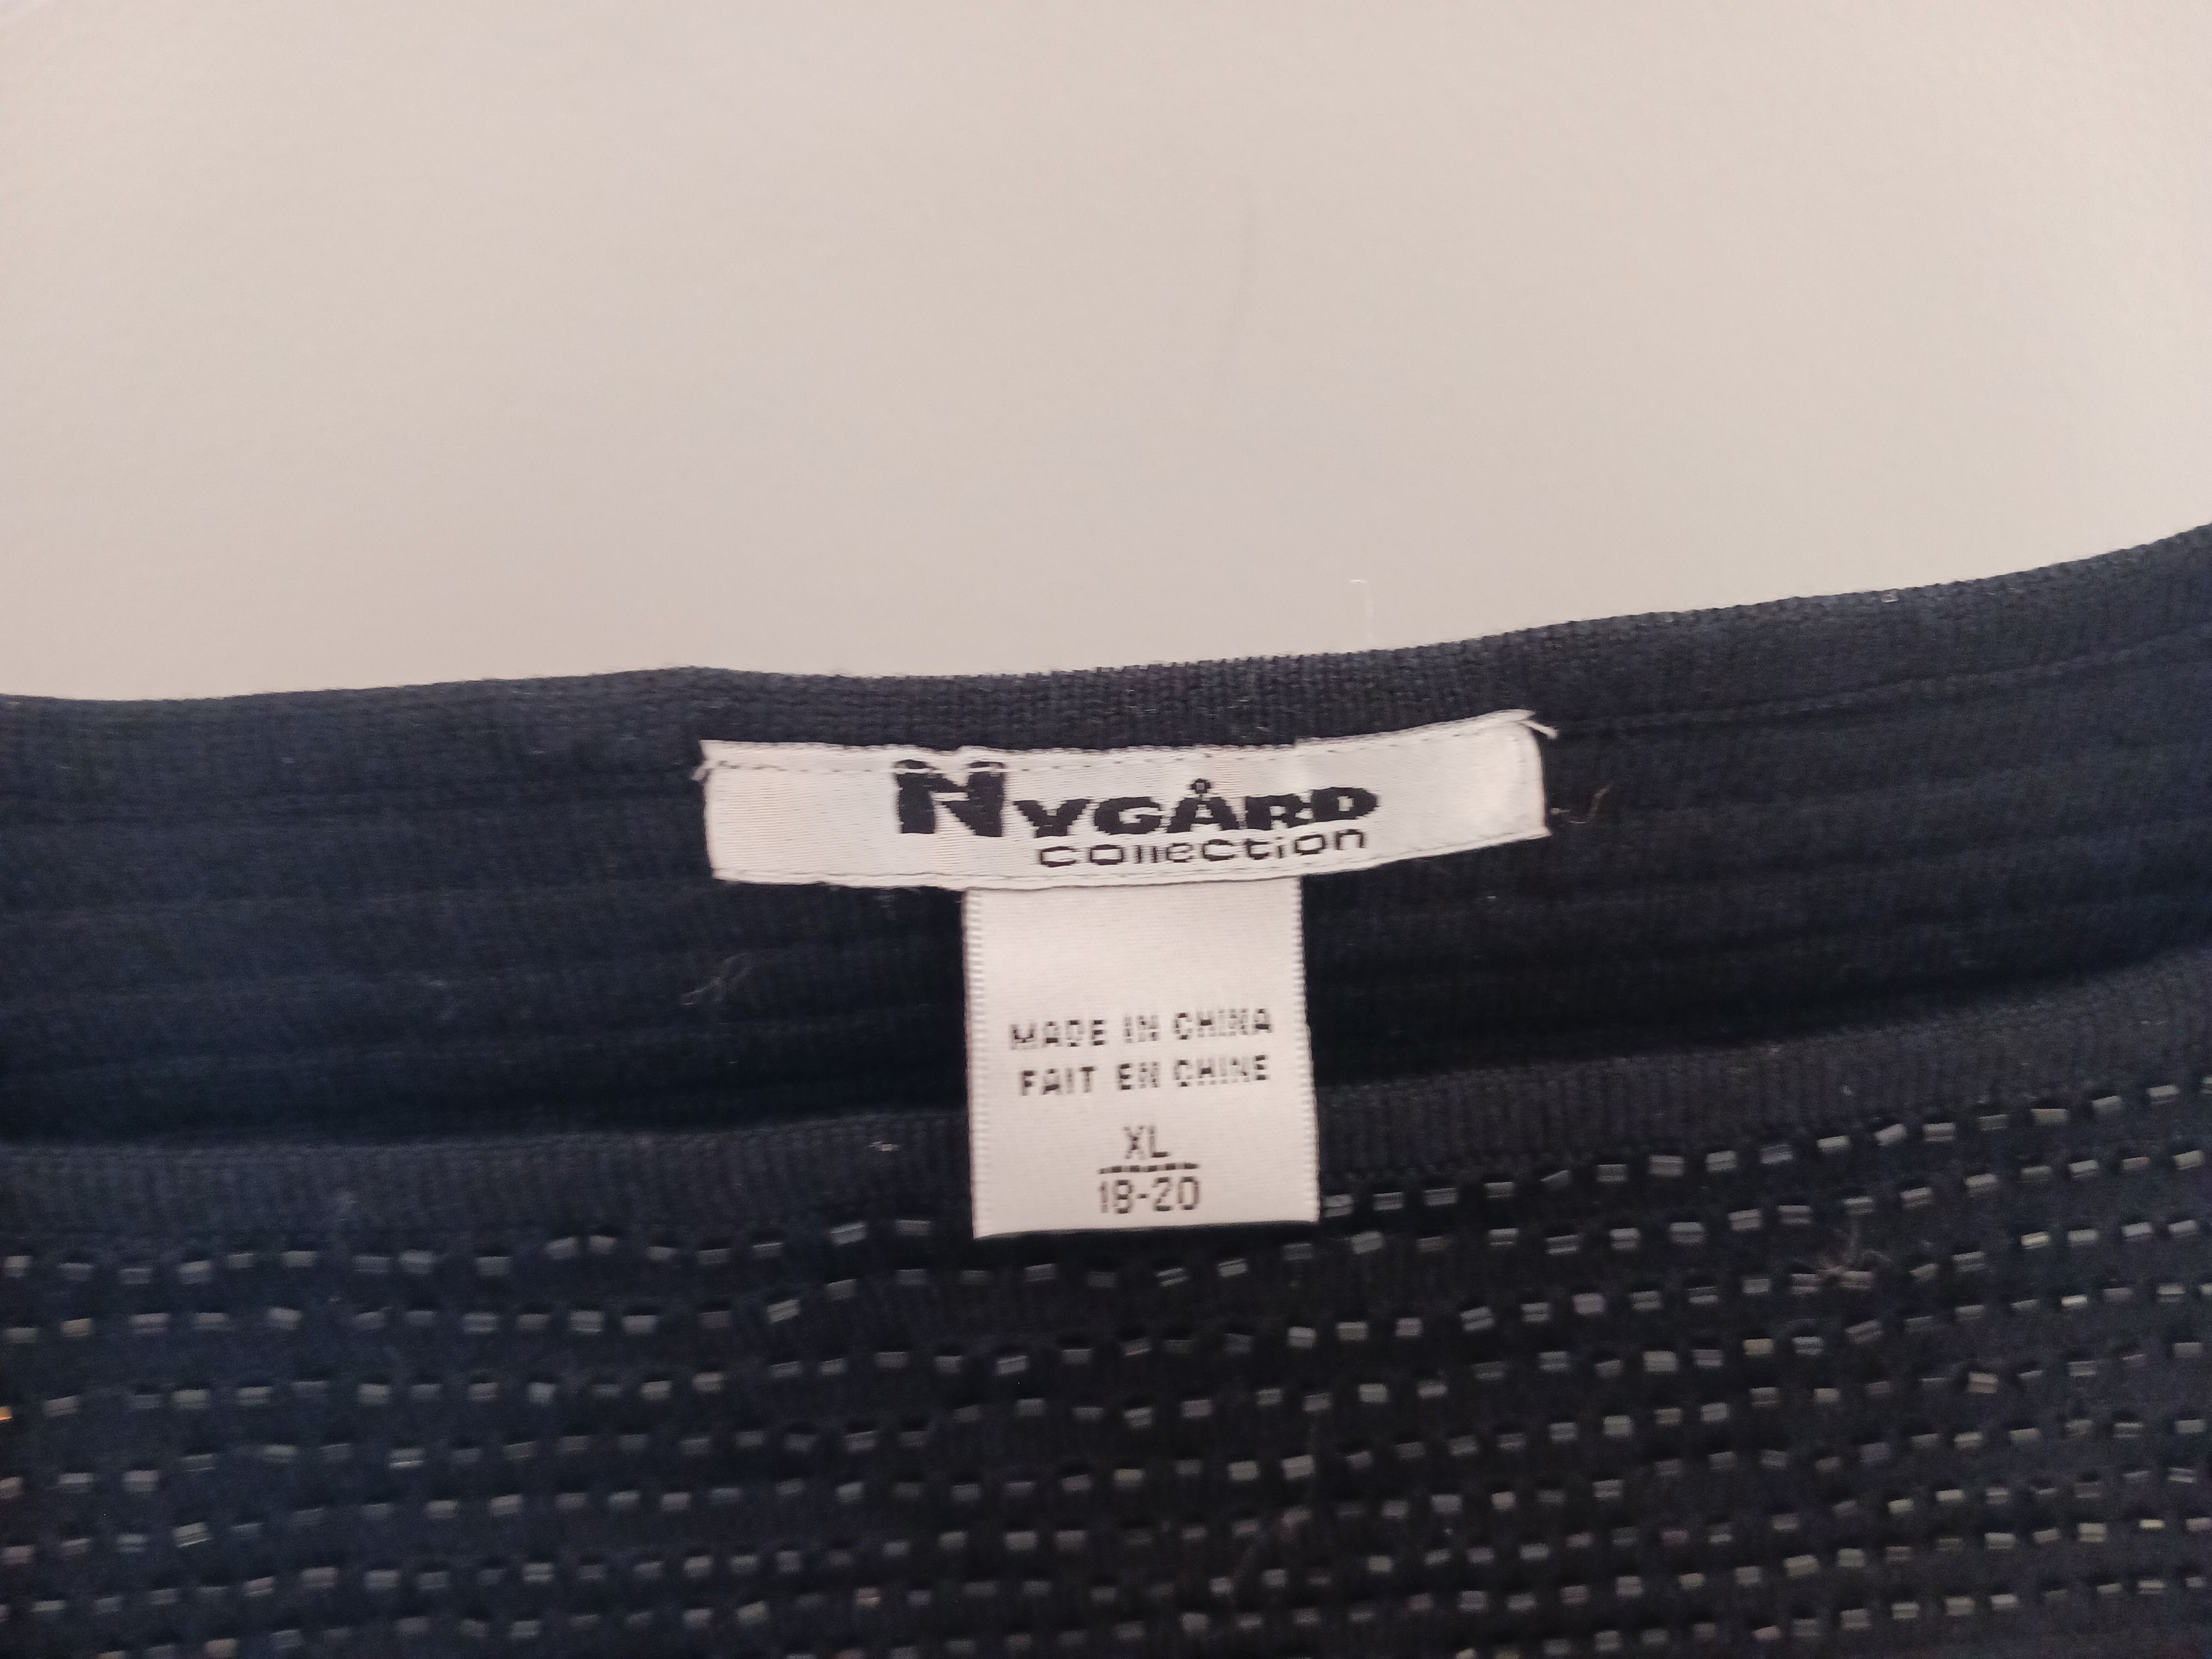 NYGÅRD
collection
MADE IN CHINA
FAIT EN CHINE
XL
18-20